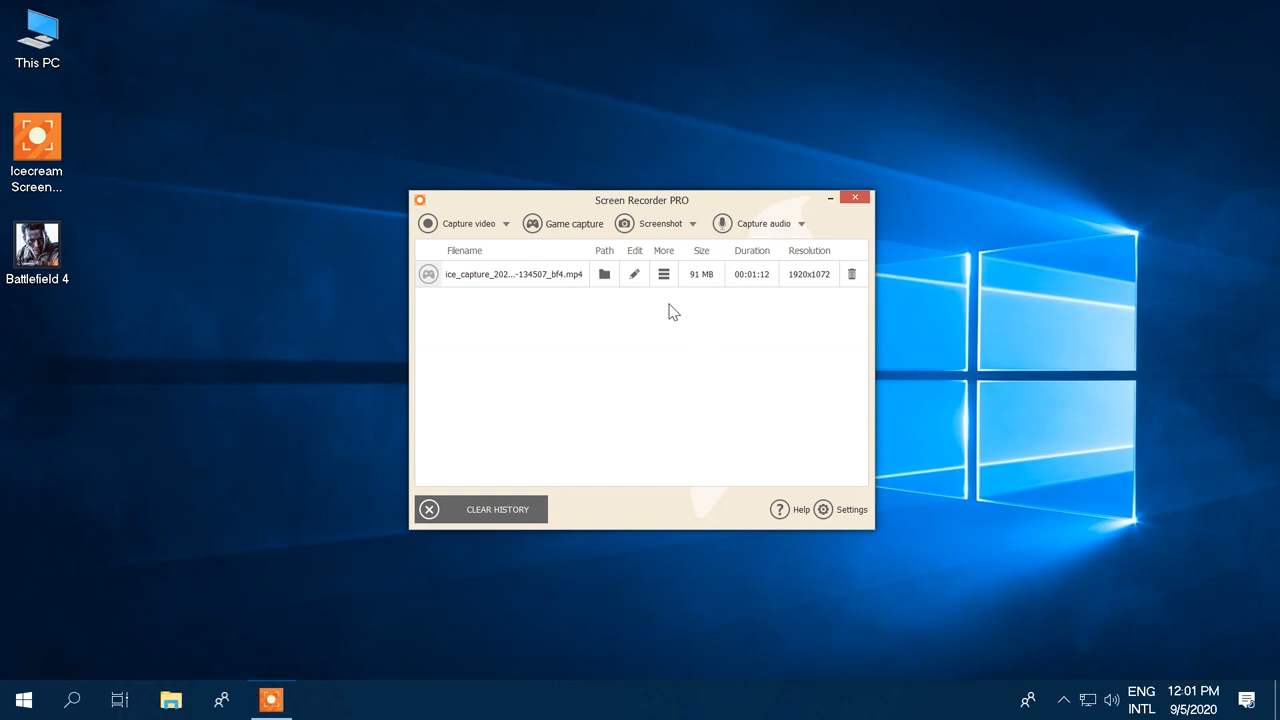 This PC
Icecream
Screen...
Battlefield 4
Screen Recorder PRO
Capture video
Game capture
Screenshot
Capture audio
Filename
Path
Edit
More
Size
Duration
Resolution
ice_capture_202...-134507_bf4.mp4
91 MB
00:01:12
1920x1072
CLEAR HISTORY
? Help
Settings
ENG
INTL
12:01 PM
9/5/2020